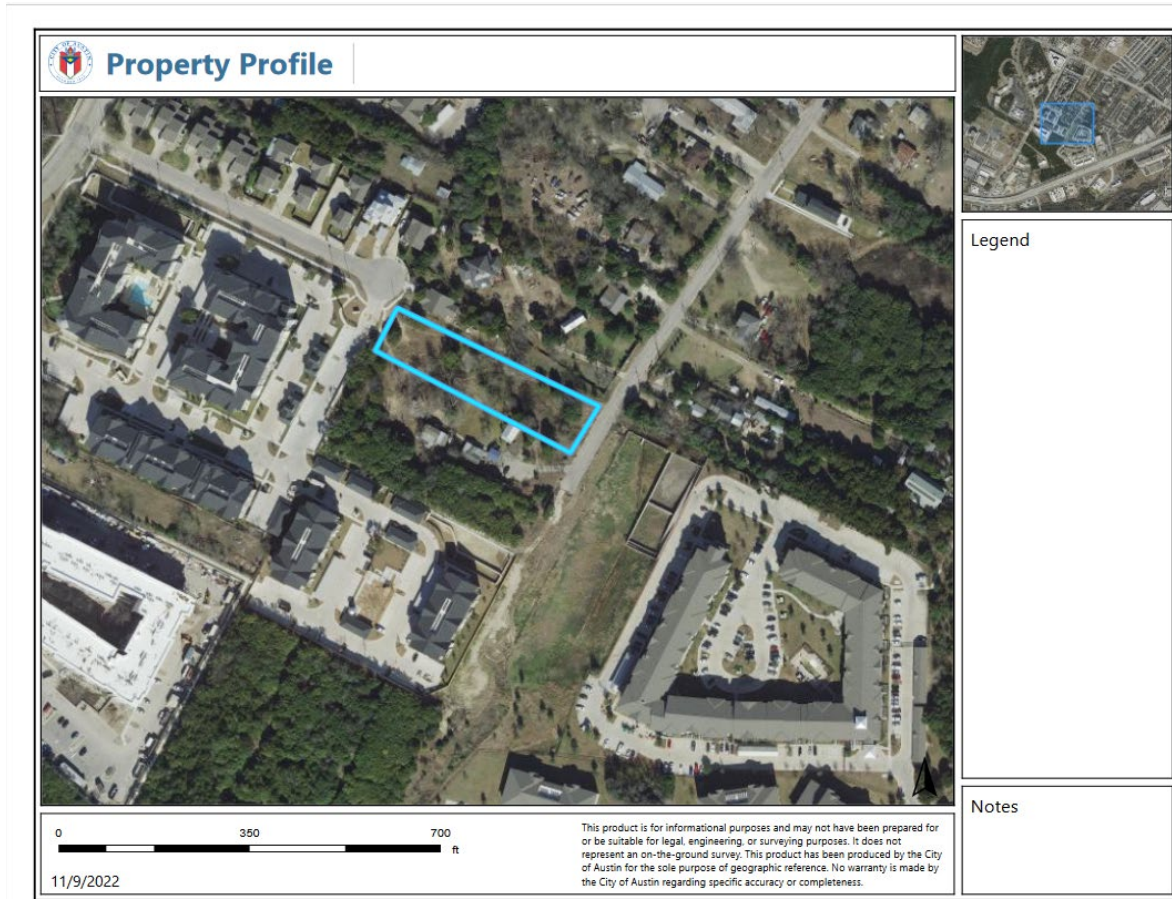 Property Profile
Legend
Notes
0 350 700
ft
11/9/2022
This product is for informational purposes and may not have been prepared for
or be suitable for legal, engineering, or surveying purposes. It does not
represent an on-the-ground survey. This product has been produced by the City
of Austin for the sole purpose of geographic reference. No warranty is made by
the City of Austin regarding specific accuracy or completeness.